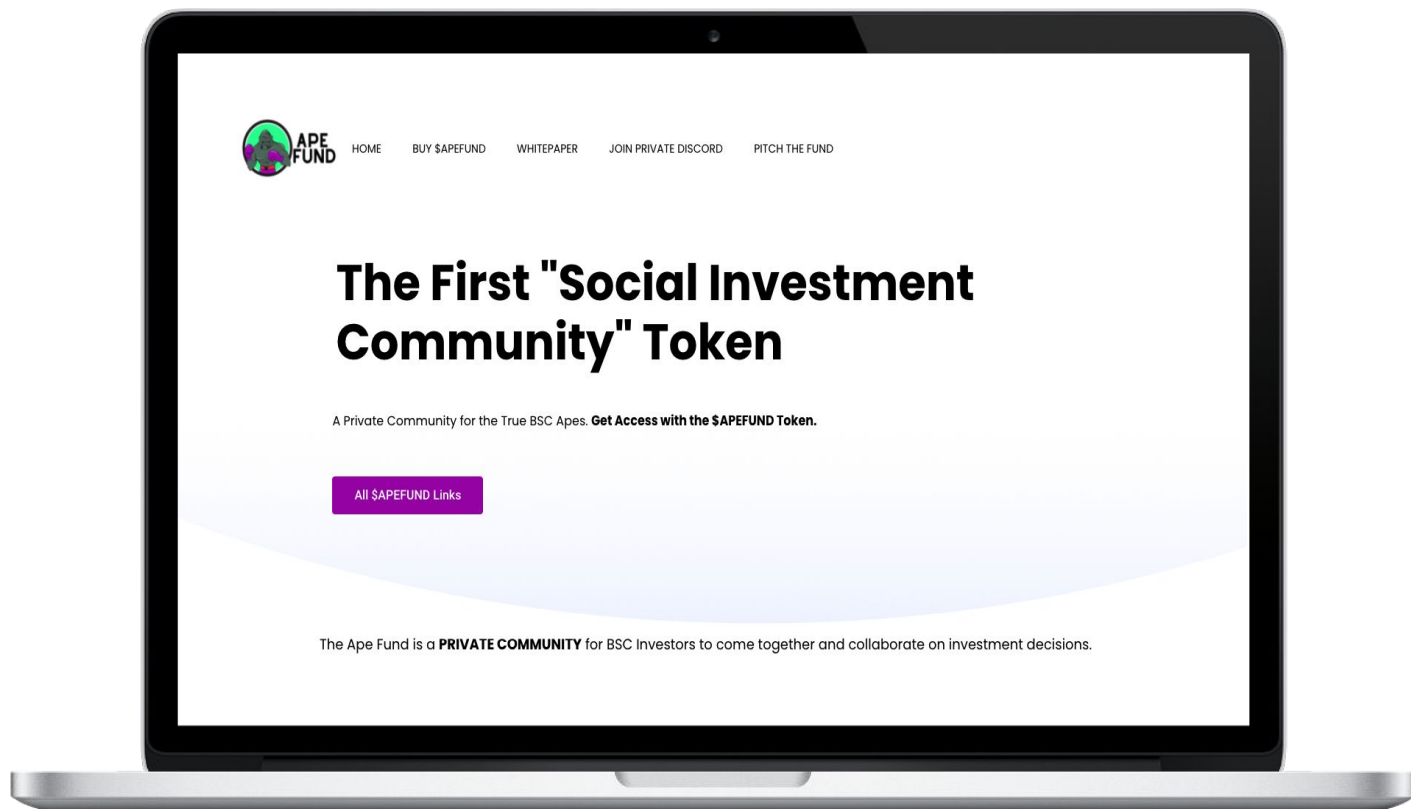 APE
FUND
HOME
BUY $APEFUND
WHITEPAPER
JOIN PRIVATE DISCORD
PITCH THE FUND
The First "Social Investment
Community" Token
A Private Community for the True BSC Apes. Get Access with the $APEFUND Token.
All $APEFUND Links
The Ape Fund is a PRIVATE COMMUNITY for BSC Investors to come together and collaborate on investment decisions.